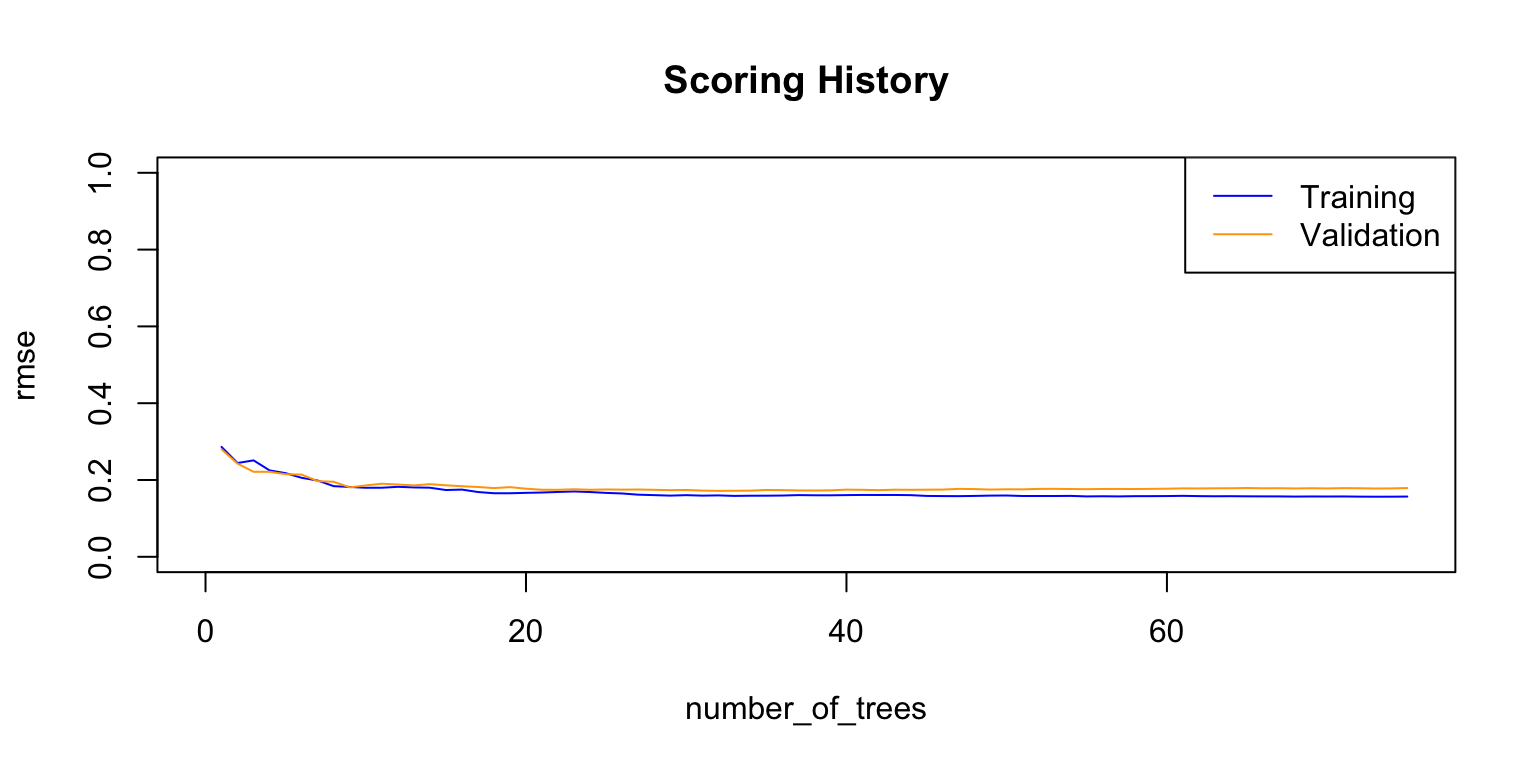 Scoring History
Training
Validation
rmse
1.0
0.8
0.6
0.4
0.2
0.0
0 20 40 60
number_of_trees